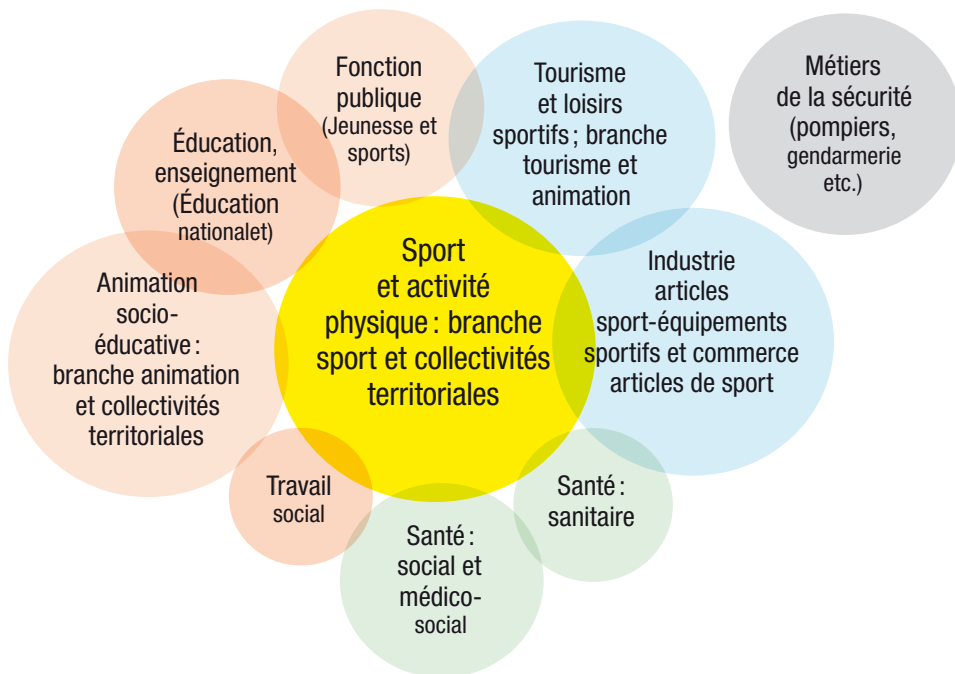 Fonction
publique
(Jeunesse et
sports)
Tourisme
et loisirs
sportifs ; branche
tourisme et
animation
Métiers
de la sécurité
(pompiers,
gendarmerie
etc.)
Éducation,
enseignement
(Éducation
nationalet)
Sport
et activité
physique : branche
sport et collectivités
territoriales
Industrie
articles
sport-équipements
sportifs et commerce
articles de sport
Animation
socio-
éducative :
branche animation
et collectivités
territoriales
Travail
social
Santé :
social et
médico-
social
Santé :
sanitaire